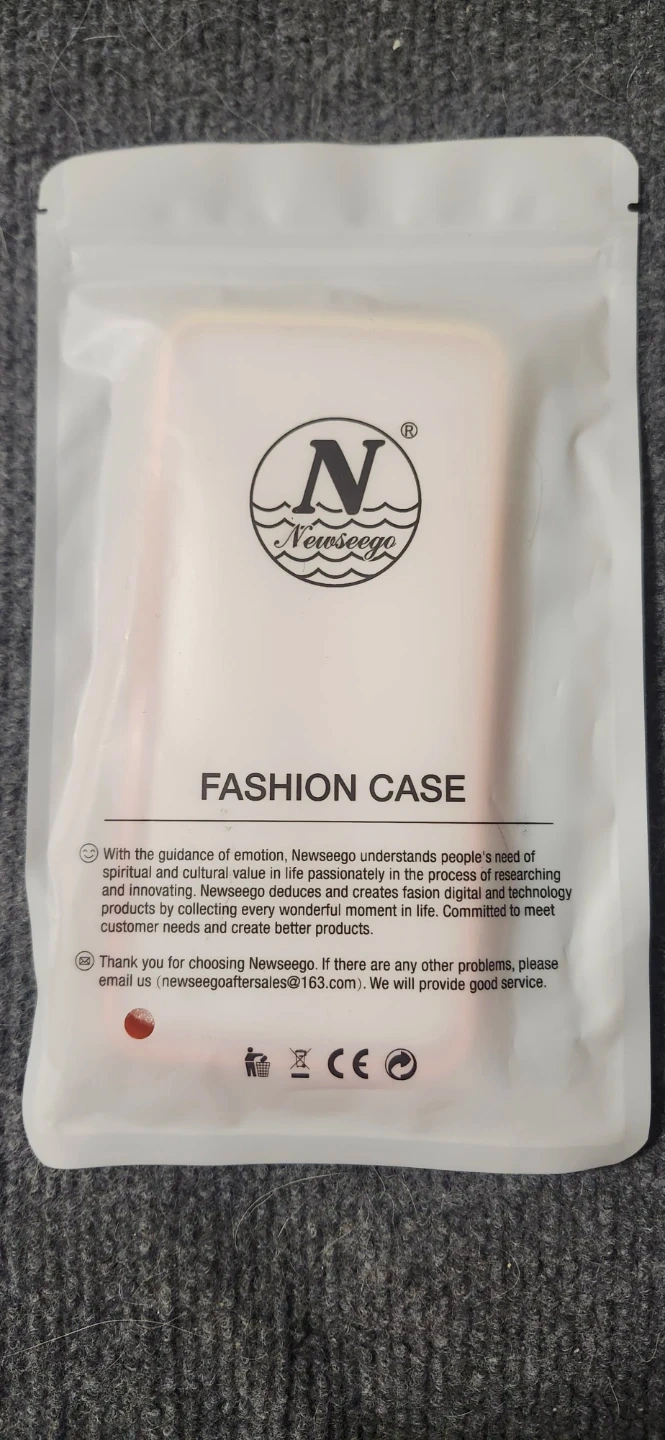 N ®
Newseego
FASHION CASE
With the guidance of emotion, Newseego understands people's need of
spiritual and cultural value in life passionately in the process of researching
and innovating. Newseego deduces and creates fasion digital and technology
products by collecting every wonderful moment in life. Committed to meet
customer needs and create better products.
Thank you for choosing Newseego. If there are any other problems, please
email us (newseegoaftersales@163.com). We will provide good service.
CE